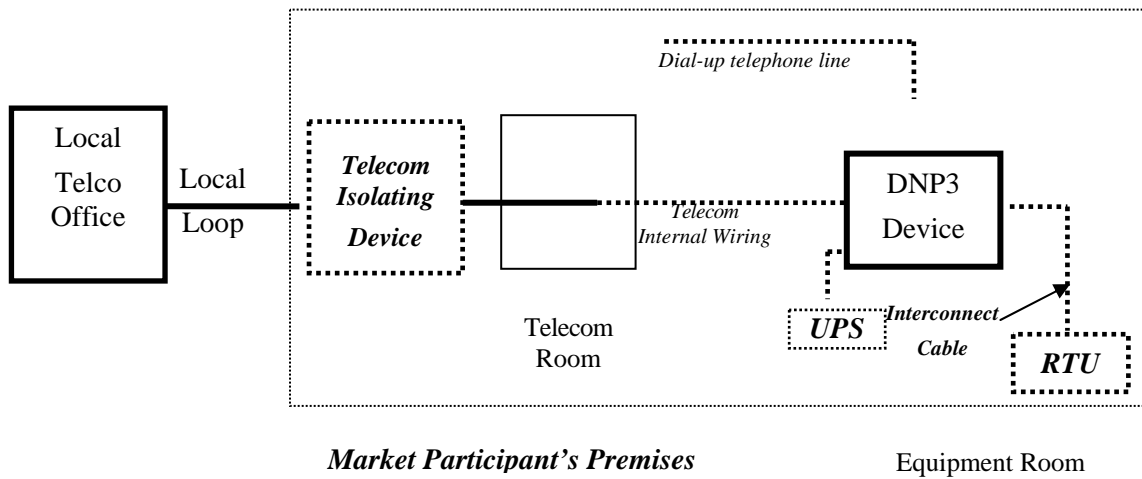 Dial-up telephone line
Local
Telco
Office
Local
Loop
Telecom
Isolating
Device
Telecom
Internal Wiring
DNP3
Device
UPS
Interconnect
Cable
RTU
Telecom
Room
Market Participant's Premises
Equipment Room